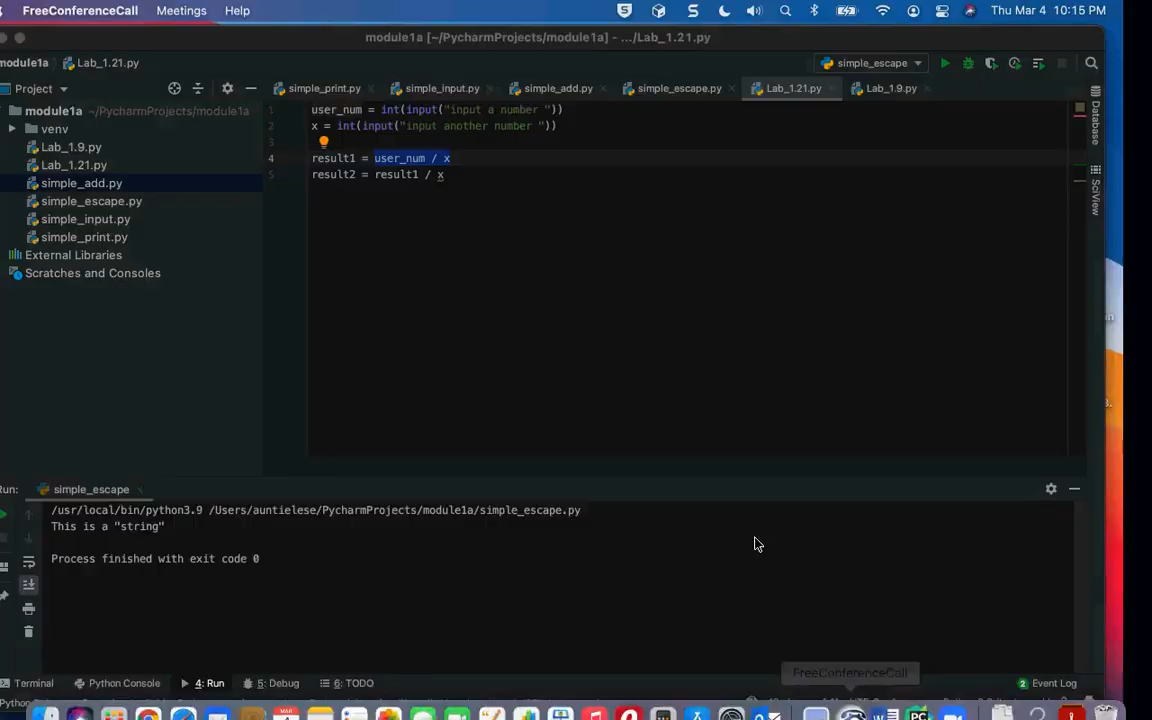 FreeConferenceCall Meetings Help Thu Mar 4 10:15 PM
module1a [~/PycharmProjects/module1a] - .../Lab_1.21.py
module1a Lab_1.21.py simple_escape
Project simple_print.py simple_input.py simple_add.py simple_escape.py Lab_1.21.py Lab_1.9.py
module1a ~/PycharmProjects/module1a
venv
Lab_1.9.py
Lab_1.21.py
simple_add.py
simple_escape.py
simple_input.py
simple_print.py
External Libraries
Scratches and Consoles
1 user_num = int(input("input a number "))
2 x = int(input("input another number "))
3
4 result1 = user_num / x
5 result2 = result1 / x
Database
SciView
Run: simple_escape
/usr/local/bin/python3.9 /Users/auntielese/PycharmProjects/module1a/simple_escape.py
This is a "string"
Process finished with exit code 0
FreeConferenceCall
Terminal Python Console 4: Run 5: Debug 6: TODO 2 Event Log